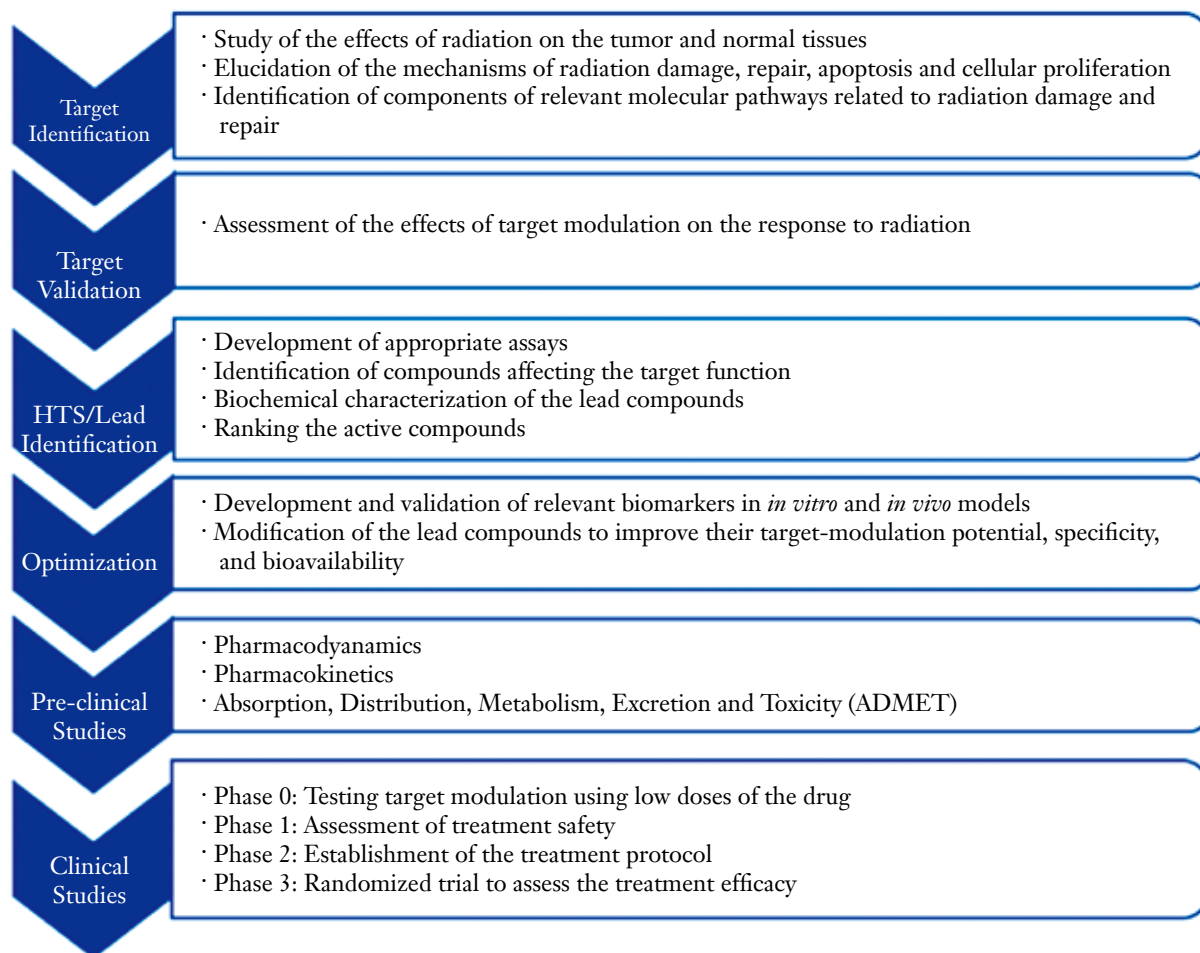 Target
Identification
· Study of the effects of radiation on the tumor and normal tissues
· Elucidation of the mechanisms of radiation damage, repair, apoptosis and cellular proliferation
· Identification of components of relevant molecular pathways related to radiation damage and
repair
Target
Validation
· Assessment of the effects of target modulation on the response to radiation
HTS/Lead
Identification
· Development of appropriate assays
· Identification of compounds affecting the target function
· Biochemical characterization of the lead compounds
· Ranking the active compounds
Optimization
· Development and validation of relevant biomarkers in in vitro and in vivo models
· Modification of the lead compounds to improve their target-modulation potential, specificity,
and bioavailability
Pre-clinical
Studies
· Pharmacodyanamics
· Pharmacokinetics
· Absorption, Distribution, Metabolism, Excretion and Toxicity (ADMET)
Clinical
Studies
· Phase 0: Testing target modulation using low doses of the drug
· Phase 1: Assessment of treatment safety
· Phase 2: Establishment of the treatment protocol
· Phase 3: Randomized trial to assess the treatment efficacy